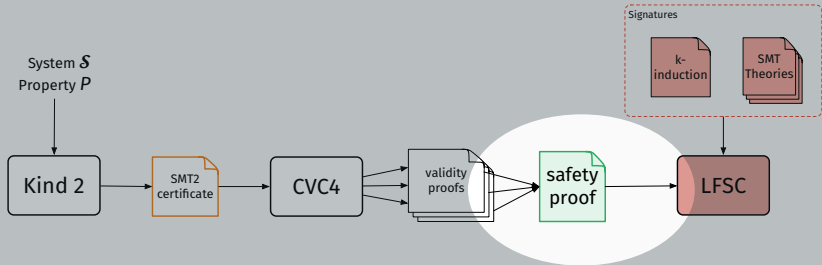 Signatures
k-
induction
SMT
Theories
System S
Property P
Kind 2
SMT2
certificate
CVC4
validity
proofs
safety
proof
LFSC